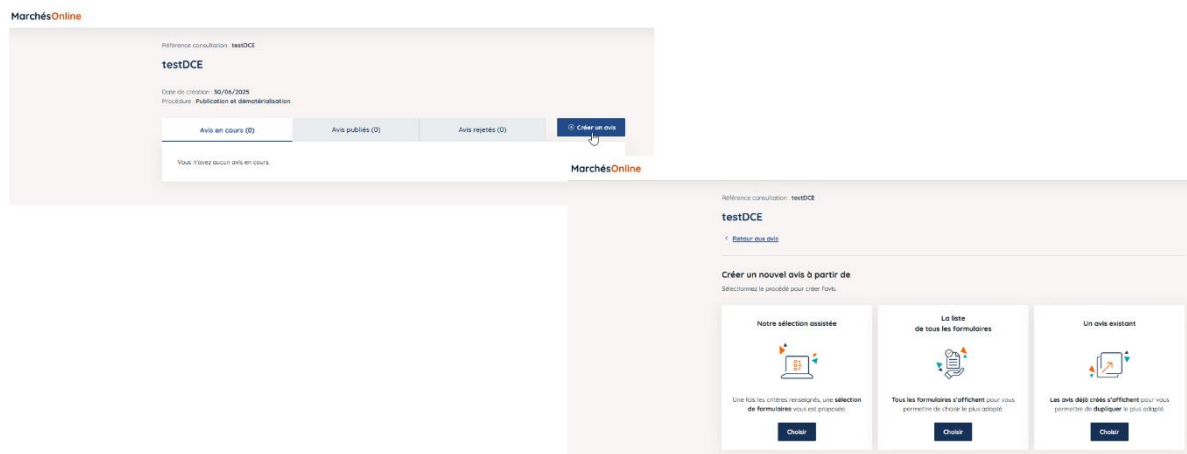 MarchésOnline
Référence consultation : testDCE
testDCE
Date de création : 30/06/2025
Procédure : Publication et dématérialisation
Avis en cours (0)
Avis publiés (0)
Avis rejetés (0)
Créer un avis
Vous n'avez aucun avis en cours
MarchésOnline
Référence consultation : testDCE
testDCE
< Retour aux avis
Créer un nouvel avis à partir de
Sélectionnez le procédé pour créer l'avis.
Notre sélection assistée
Une fois les critères renseignés, une sélection
de formulaires vous est proposée.
Choisir
La liste
de tous les formulaires
Tous les formulaires s'affichent pour vous
permettre de choisir le plus adapté.
Choisir
Un avis existant
Les avis déjà créés s'affichent pour vous
permettre de dupliquer le plus adapté.
Choisir